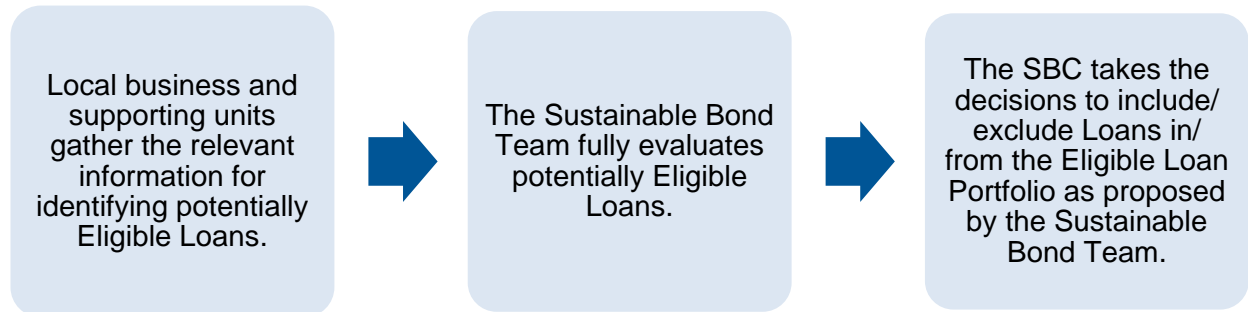 Local business and
supporting units
gather the relevant
information for
identifying potentially
Eligible Loans.
The Sustainable Bond
Team fully evaluates
potentially Eligible
Loans.
The SBC takes the
decisions to include/
exclude Loans in/
from the Eligible Loan
Portfolio as proposed
by the Sustainable
Bond Team.